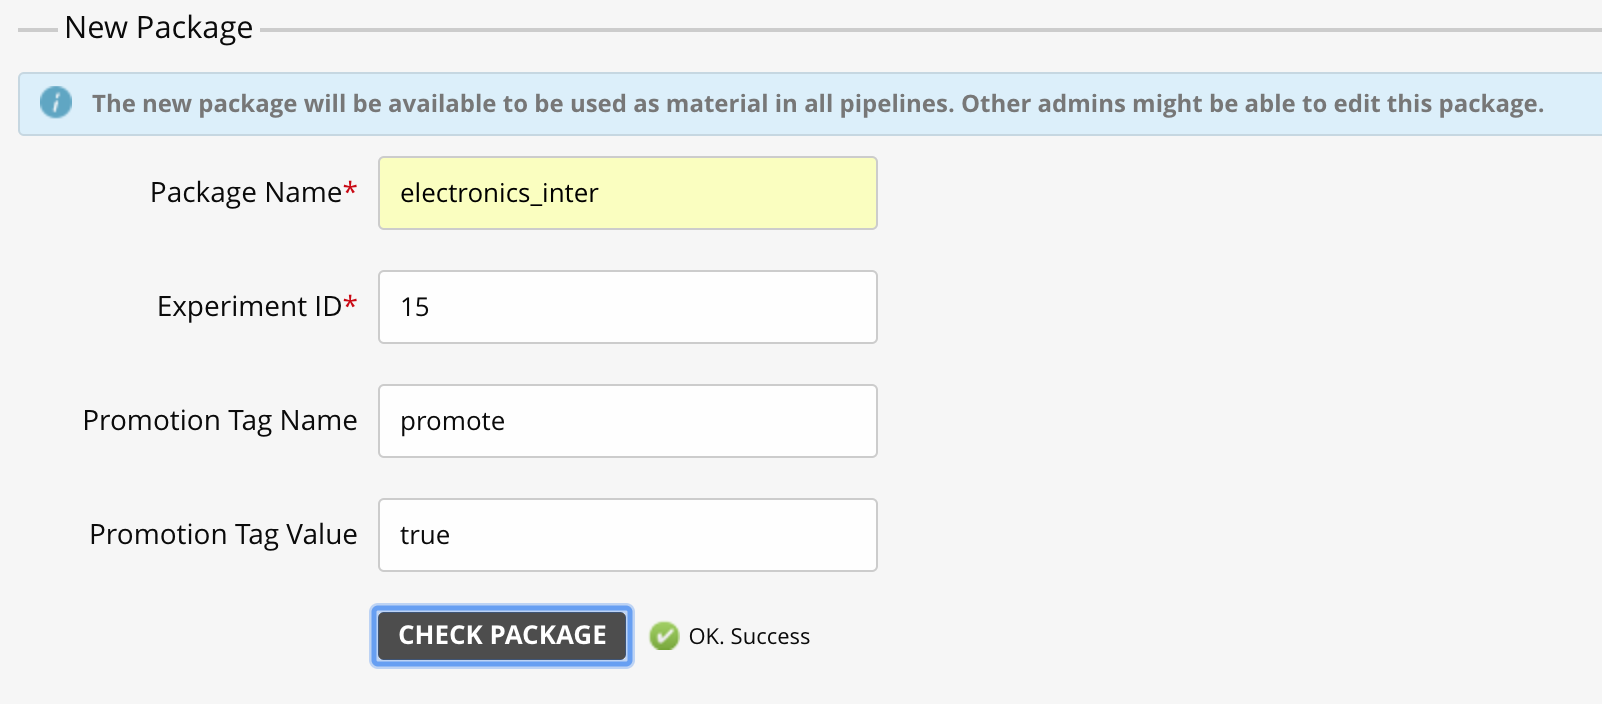 New Package
The new package will be available to be used as material in all pipelines. Other admins might be able to edit this package.
Package Name* electronics_inter
Experiment ID* 15
Promotion Tag Name promote
Promotion Tag Value true
CHECK PACKAGE OK. Success